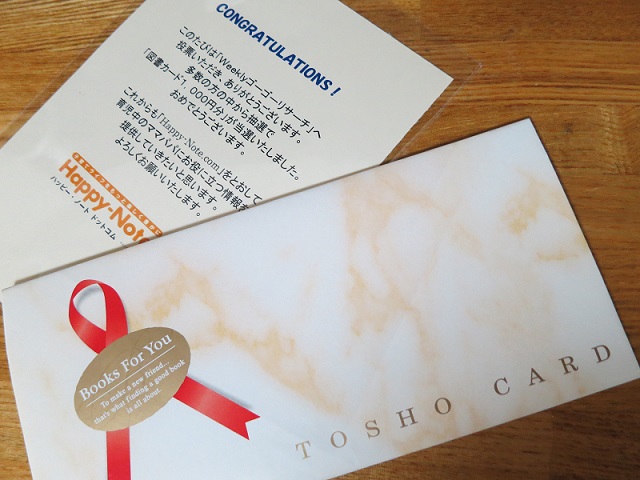 CONGRATULATIONS!
このたびは「Weeklyゴーゴーリサーチ」へ
投票いただき、ありがとうございます。
多数の方の中から抽選で
「図書カード1,000円分」が当選いたしました。
おめでとうございます。
これからも「Happy-Note.com」をとおして
育児中のママパパにお役に立つ情報を
提供していきたいと思います。
よろしくお願いいたします。
Happy-Note
ハッピー・ノート ドットコム
Books For You
To make a new friend...
that's what finding a good book
is all about.
TOSHO CARD